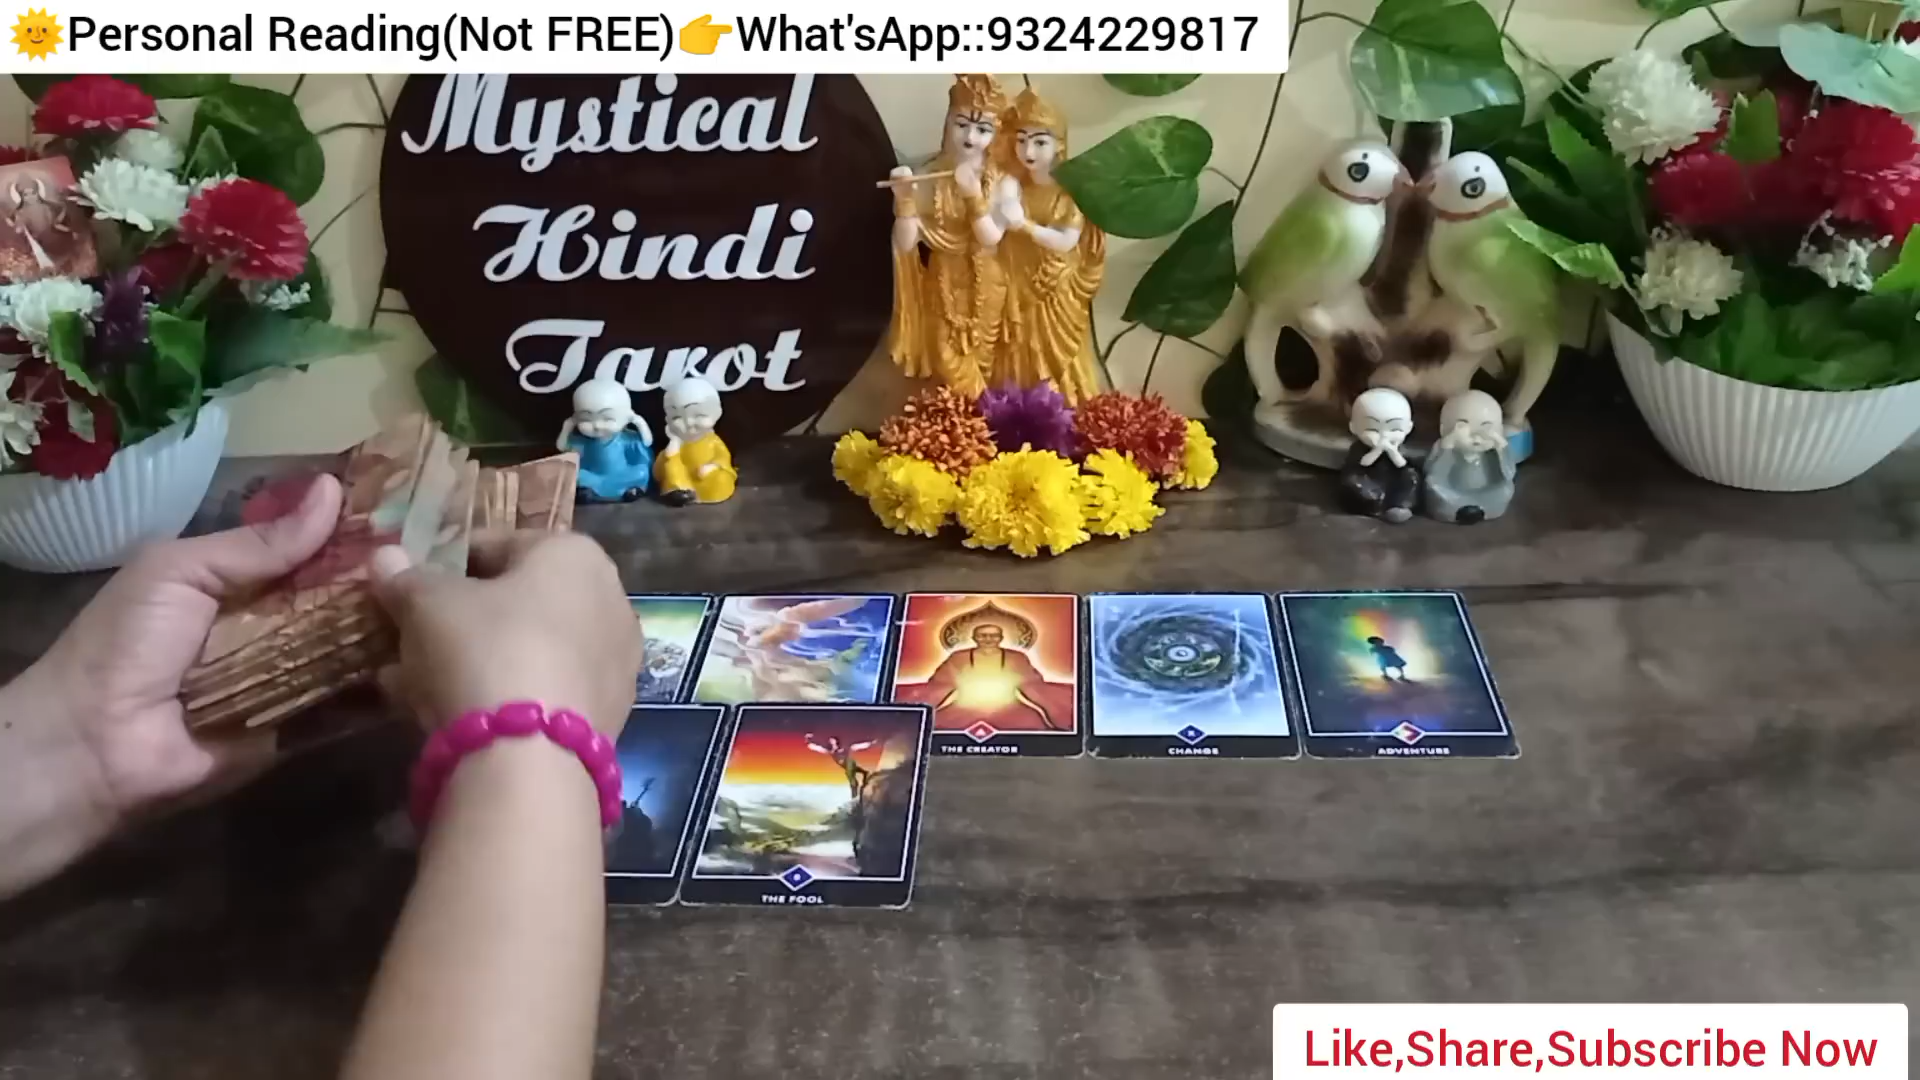 🌞Personal Reading(Not FREE)👉What'sApp::9324229817
Mystical
Hindi
Tarot
THE CREATOR
CHANGE
ADVENTURE
THE FOOL
Like,Share,Subscribe Now